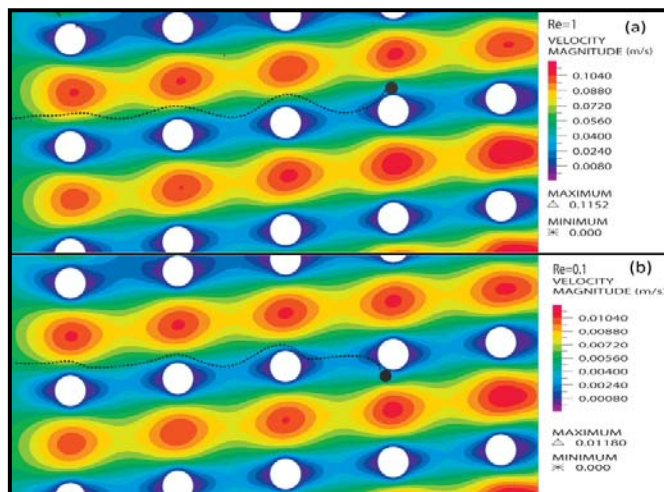 Re=1 (a)
VELOCITY
MAGNITUDE (m/s)
0.1040
0.0880
0.0720
0.0560
0.0400
0.0240
0.0080
MAXIMUM
0.1152
MINIMUM
0.000
Re=0.1 (b)
VELOCITY
MAGNITUDE (m/s)
0.01040
0.00880
0.00720
0.00560
0.00400
0.00240
0.00080
MAXIMUM
0.01180
MINIMUM
0.000